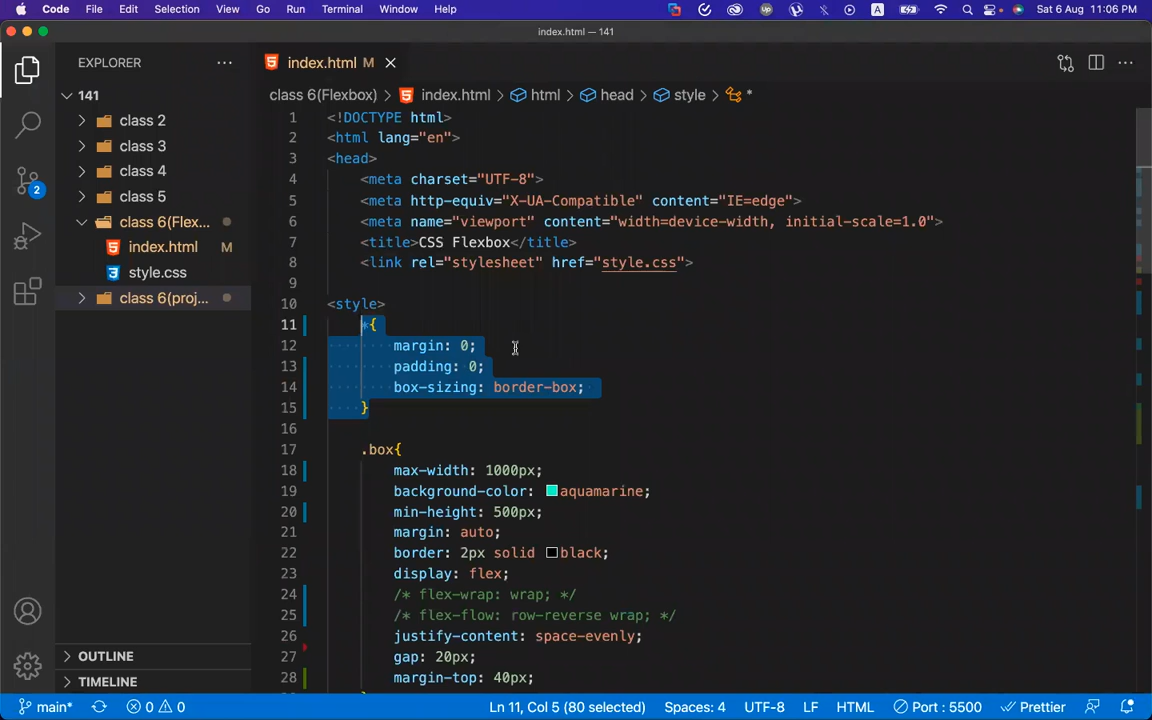 Code File Edit Selection View Go Run Terminal Window Help A Sat 6 Aug 11:06 PM
index.html — 141
EXPLORER
index.html M
141
class 6(Flexbox) index.html html head style *
class 2
class 3
class 4
class 5
class 6(Flex...
index.html M
style.css
class 6(proj...
1 <!DOCTYPE html>
2 <html lang="en">
3 <head>
4 <meta charset="UTF-8">
5 <meta http-equiv="X-UA-Compatible" content="IE=edge">
6 <meta name="viewport" content="width=device-width, initial-scale=1.0">
7 <title>CSS Flexbox</title>
8 <link rel="stylesheet" href="style.css">
9
10 <style>
11 *{
12 margin: 0;
13 padding: 0;
14 box-sizing: border-box;
15 }
16
17 .box{
18 max-width: 1000px;
19 background-color: aquamarine;
20 min-height: 500px;
21 margin: auto;
22 border: 2px solid black;
23 display: flex;
24 /* flex-wrap: wrap; */
25 /* flex-flow: row-reverse wrap; */
26 justify-content: space-evenly;
27 gap: 20px;
28 margin-top: 40px;
2
OUTLINE
TIMELINE
main* 0 0 Ln 11, Col 5 (80 selected) Spaces: 4 UTF-8 LF HTML Port : 5500 Prettier